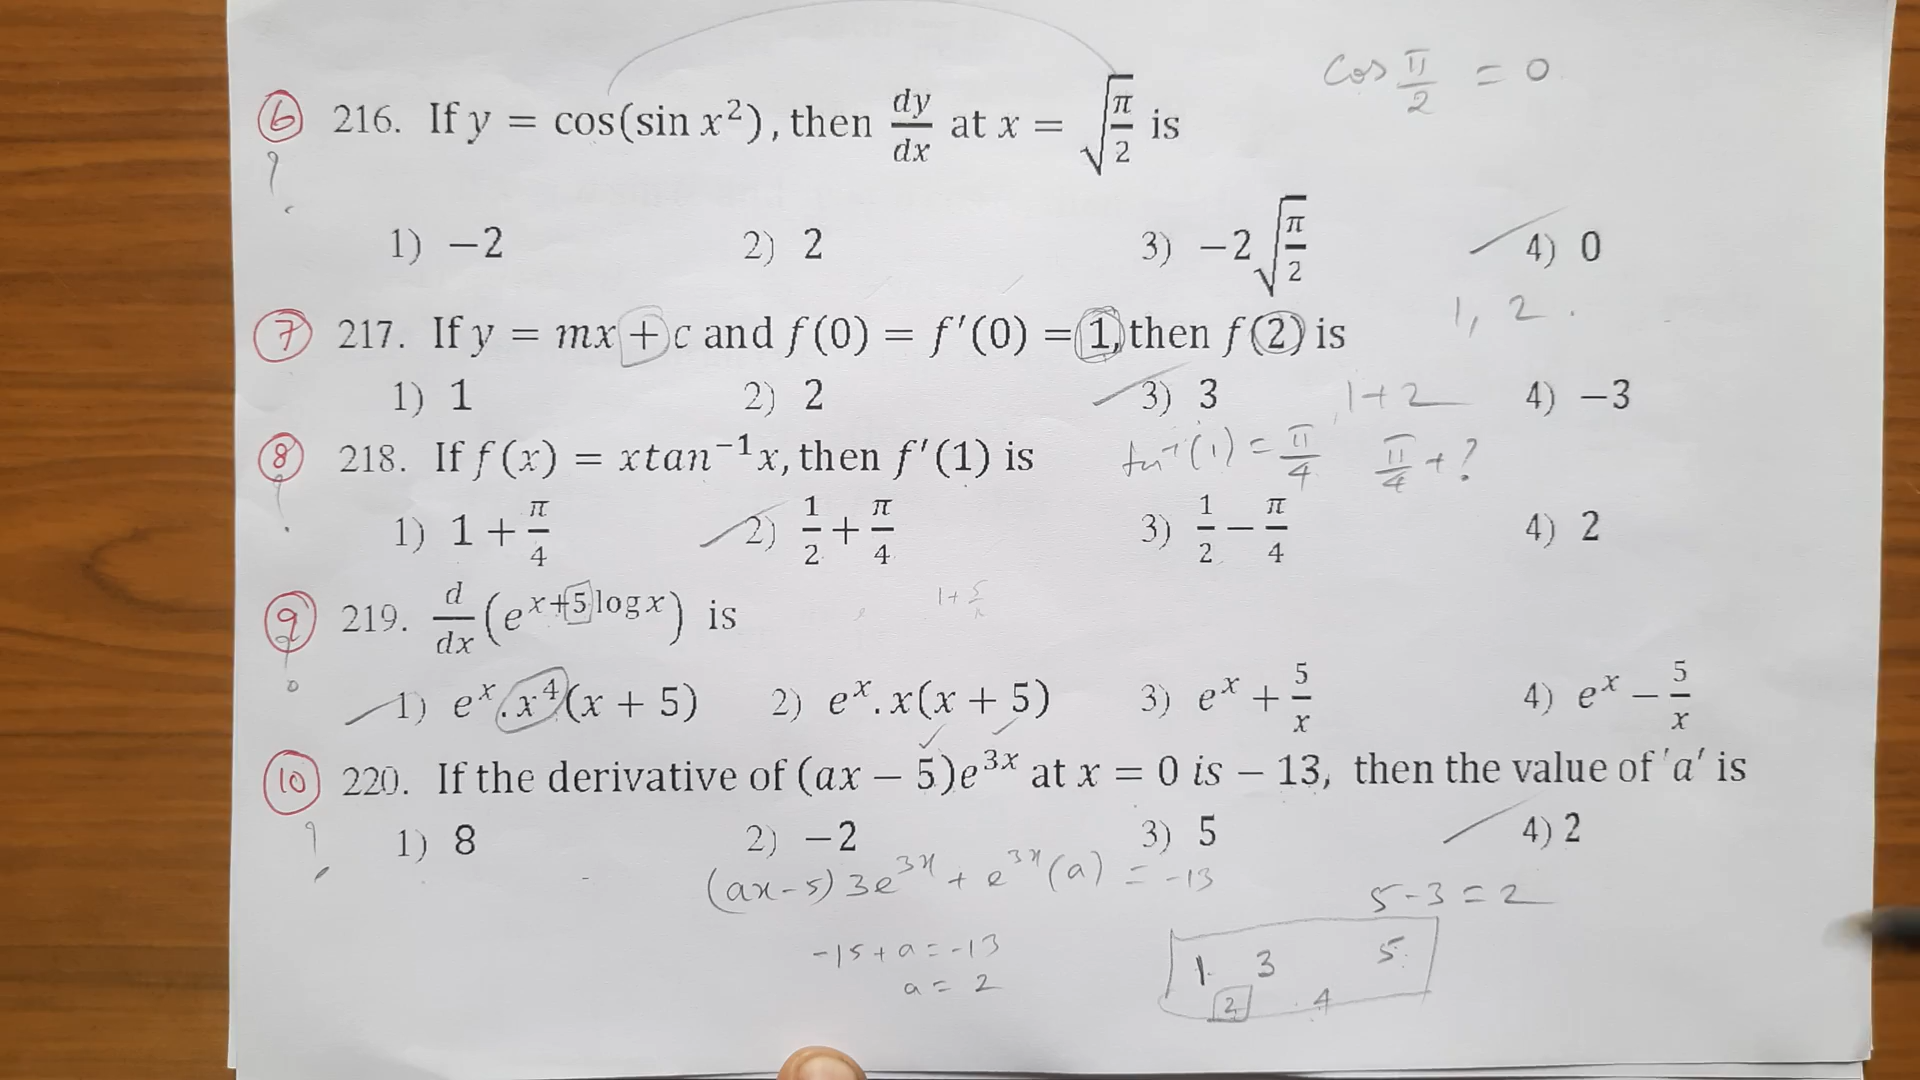 cos π/2 = 0
6 216. If y = cos(sin x²), then dy/dx at x = √(π/2) is
?
1) −2 2) 2 3) −2√(π/2) 4) 0
1, 2 .
7 217. If y = mx + c and f(0) = f′(0) = 1, then f(2) is
1) 1 2) 2 3) 3 1+2 4) −3
8 218. If f(x) = xtan⁻¹x, then f′(1) is tan⁻¹(1) = π/4 π/4 + ?
1) 1 + π/4 2) 1/2 + π/4 3) 1/2 − π/4 4) 2
9 219. d/dx (e^(x+5logx)) is 1+5/x
1) eˣ.x⁴(x + 5) 2) eˣ.x(x + 5) 3) eˣ + 5/x 4) eˣ − 5/x
10 220. If the derivative of (ax − 5)e³ˣ at x = 0 is − 13, then the value of 'a' is
1) 8 2) −2 3) 5 4) 2
(ax-5) 3e³ˣ + e³ˣ(a) = -13
5-3 = 2
-15 + a = -13
a = 2
1 3 5
2 4